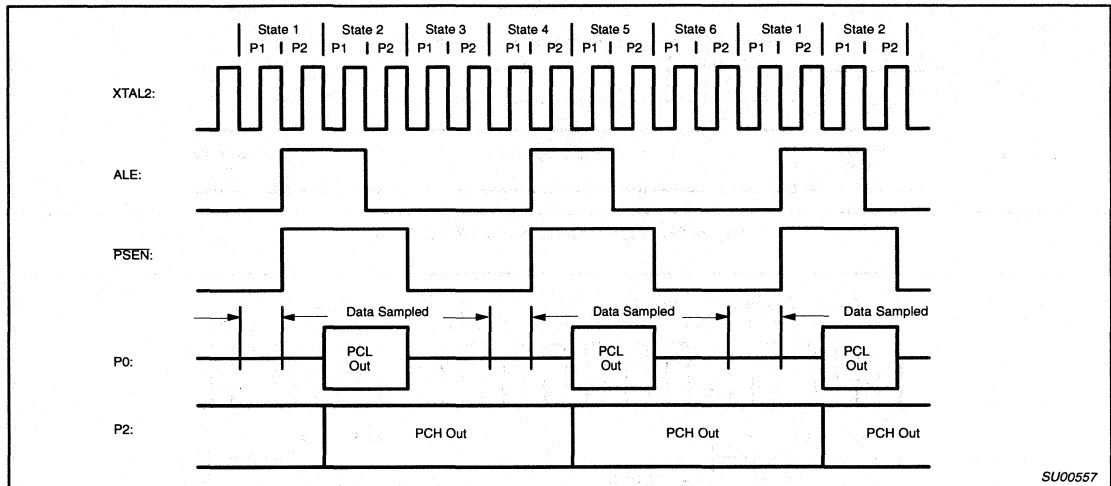 State 1 State 2 State 3 State 4 State 5 State 6 State 1 State 2
P1 P2 P1 P2 P1 P2 P1 P2 P1 P2 P1 P2 P1 P2 P1 P2
XTAL2:
ALE:
PSEN:
Data Sampled Data Sampled Data Sampled
P0:
PCL Out PCL Out PCL Out
P2:
PCH Out PCH Out PCH Out
SU00557